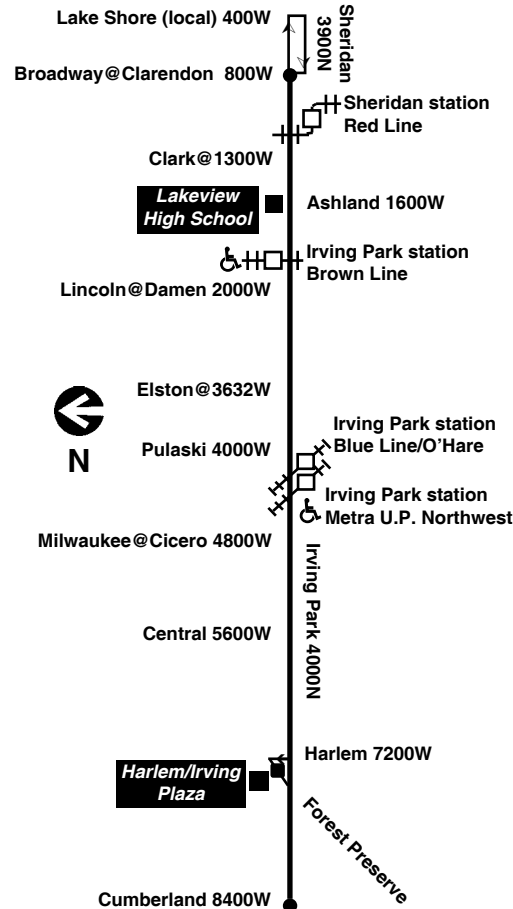 Lake Shore (local) 400W
Sheridan
3900N
Broadway@Clarendon 800W
Sheridan station
Red Line
Clark@1300W
Lakeview
High School
Ashland 1600W
Irving Park station
Brown Line
Lincoln@Damen 2000W
Elston@3632W
N
Pulaski 4000W
Irving Park station
Blue Line/O'Hare
Irving Park station
Metra U.P. Northwest
Milwaukee@Cicero 4800W
Irving Park 4000N
Central 5600W
Harlem 7200W
Harlem/Irving
Plaza
Forest Preserve
Cumberland 8400W